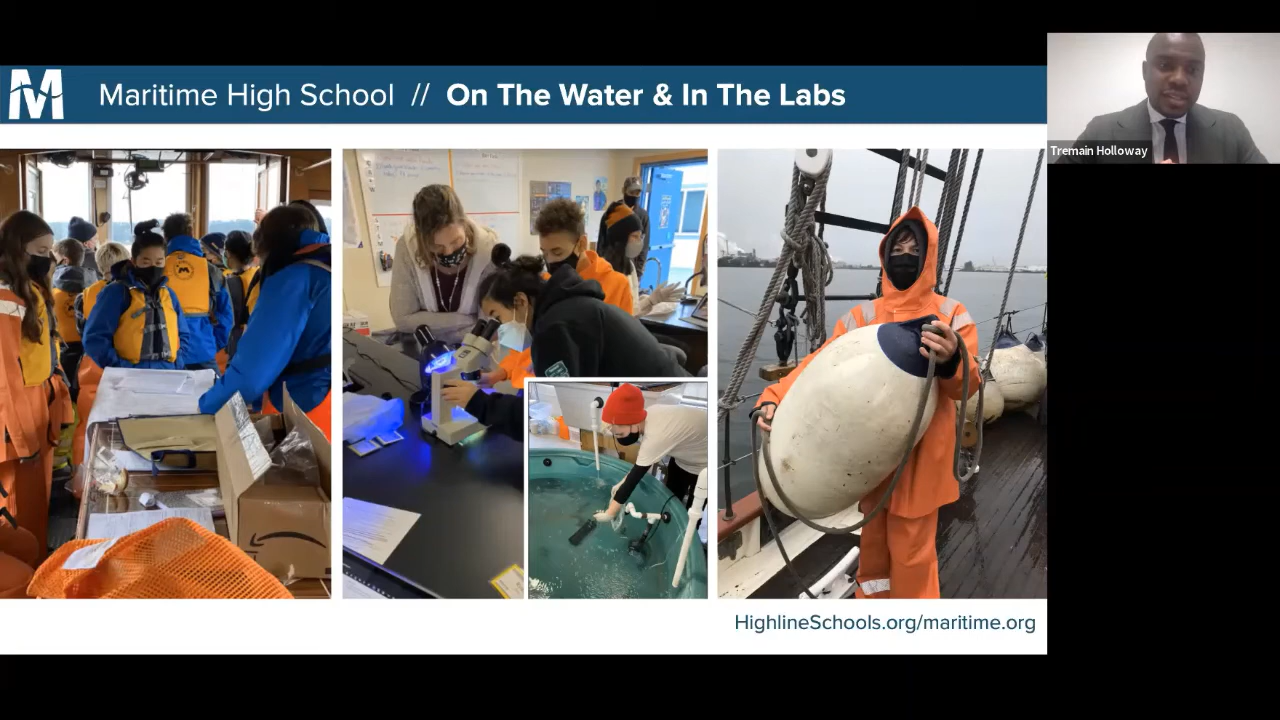 M
Maritime High School // On The Water & In The Labs
Tremain Holloway
HighlineSchools.org/maritime.org